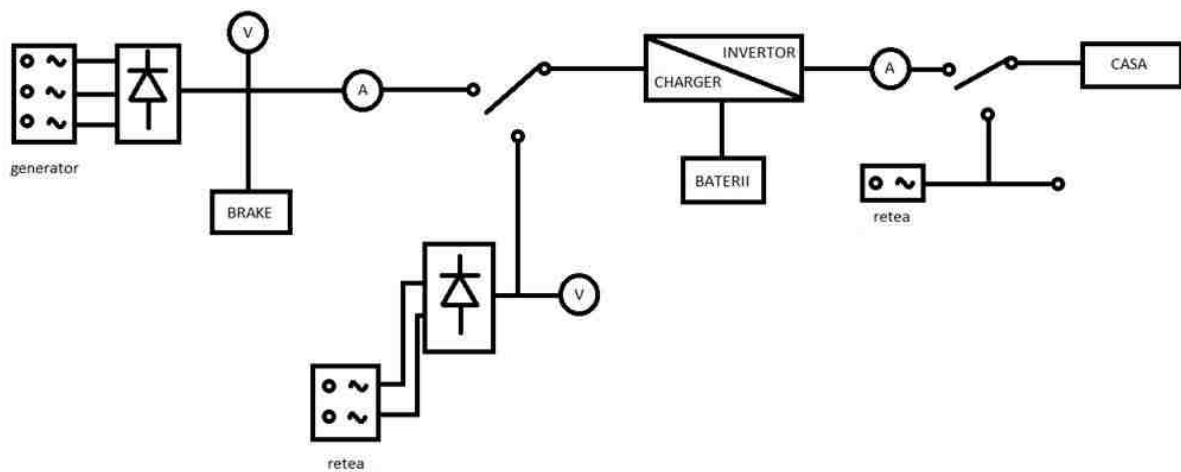 V
INVERTOR
CHARGER
A
CASA
A
generator
BRAKE
BATERII
retea
V
retea